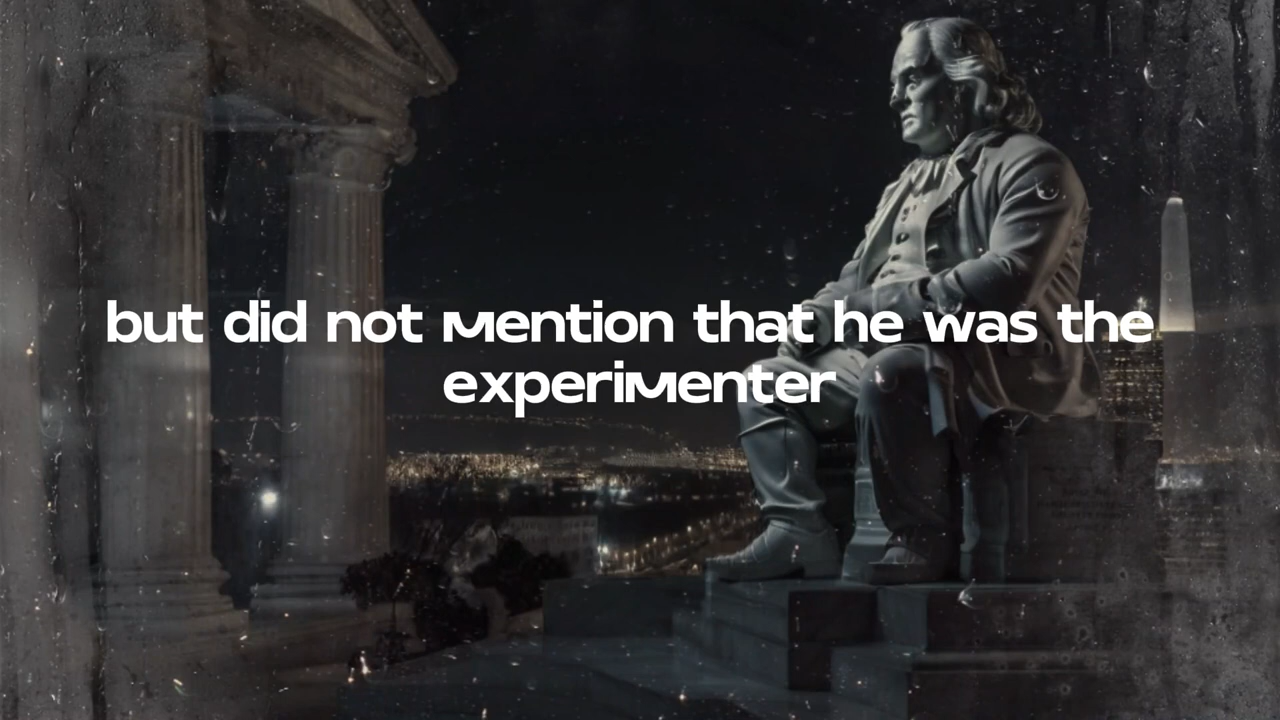 but did not mention that he was the
experimenter